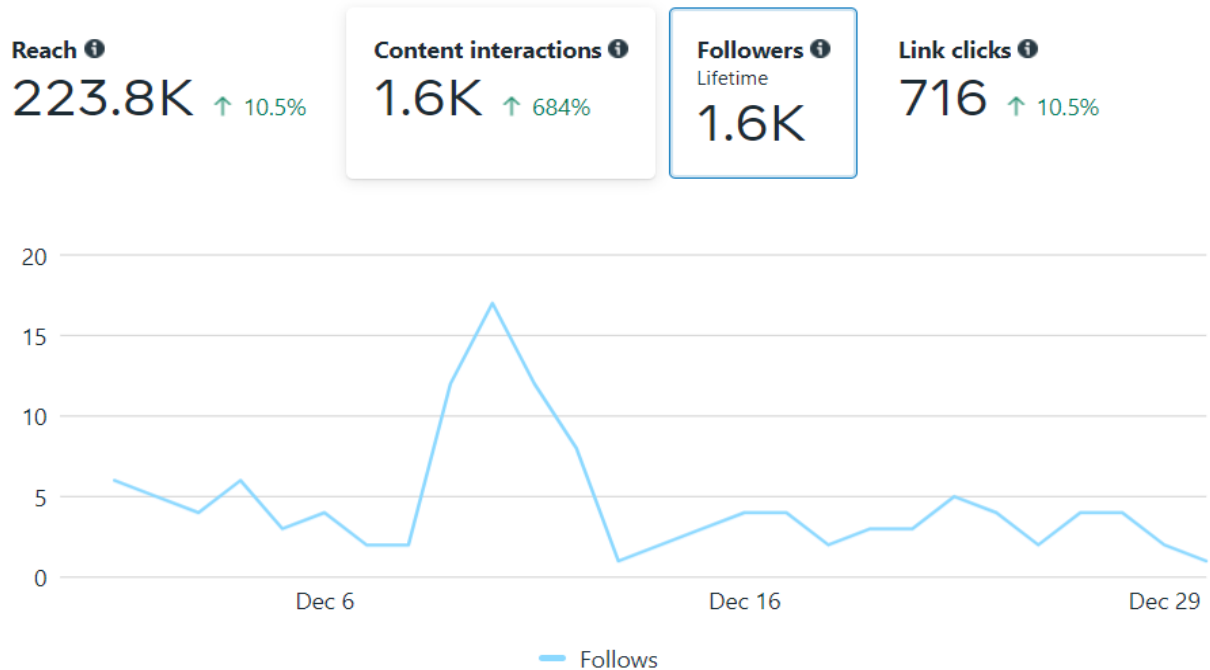 Reach
223.8K ↑ 10.5%
Content interactions
1.6K ↑ 684%
Followers
Lifetime
1.6K
Link clicks
716 ↑ 10.5%
20
15
10
5
0
Dec 6
Dec 16
Dec 29
Follows